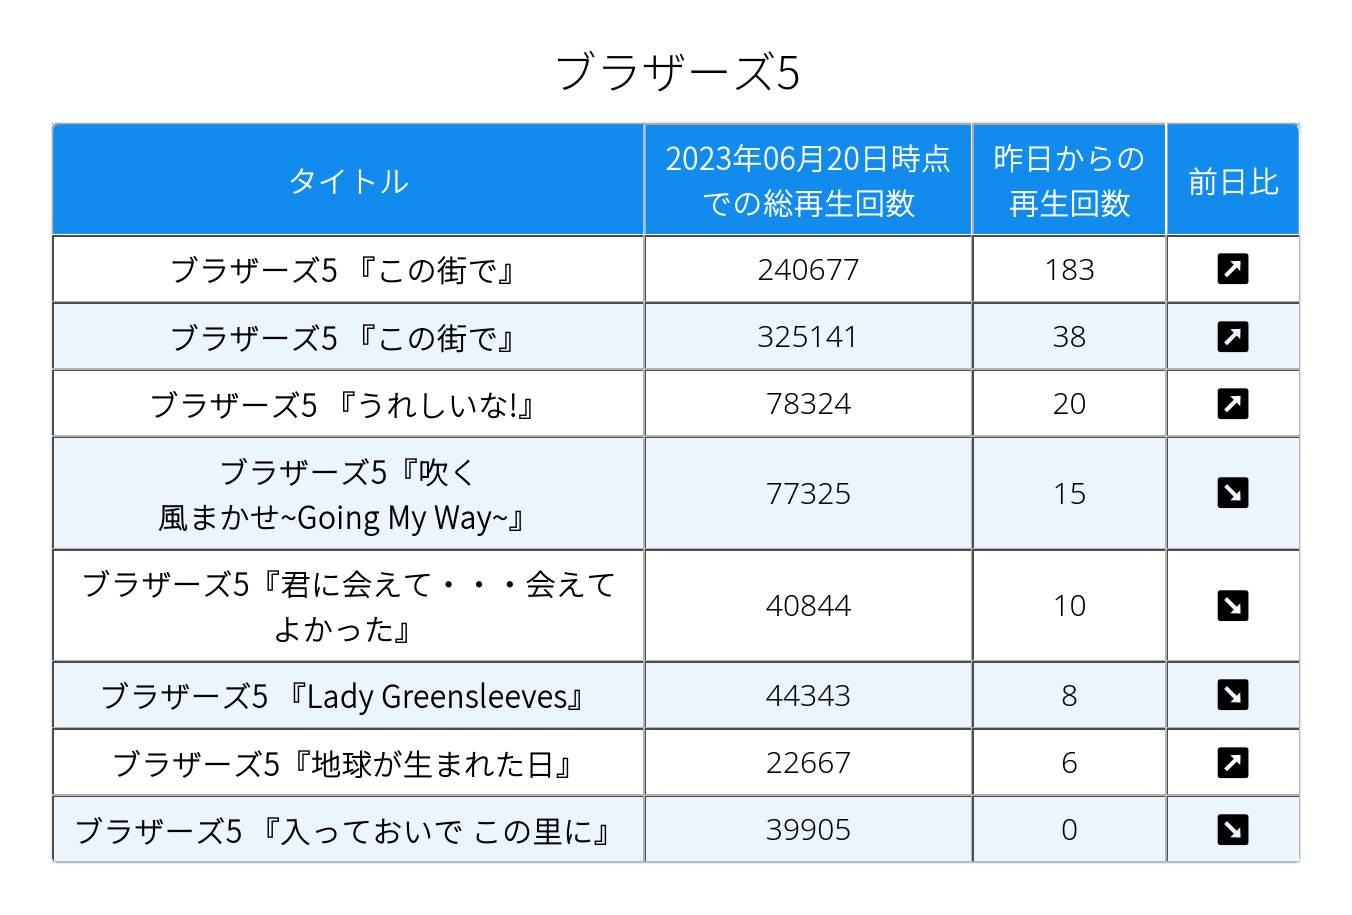 ブラザーズ5
タイトル
2023年06月20日時点
での総再生回数
昨日からの
再生回数
前日比
ブラザーズ5 『この街で』
240677
183
ブラザーズ5 『この街で』
325141
38
ブラザーズ5 『うれしいな!』
78324
20
ブラザーズ5『吹く
風まかせ~Going My Way~』
77325
15
ブラザーズ5『君に会えて・・・会えて
よかった』
40844
10
ブラザーズ5 『Lady Greensleeves』
44343
8
ブラザーズ5『地球が生まれた日』
22667
6
ブラザーズ5 『入っておいで この里に』
39905
0